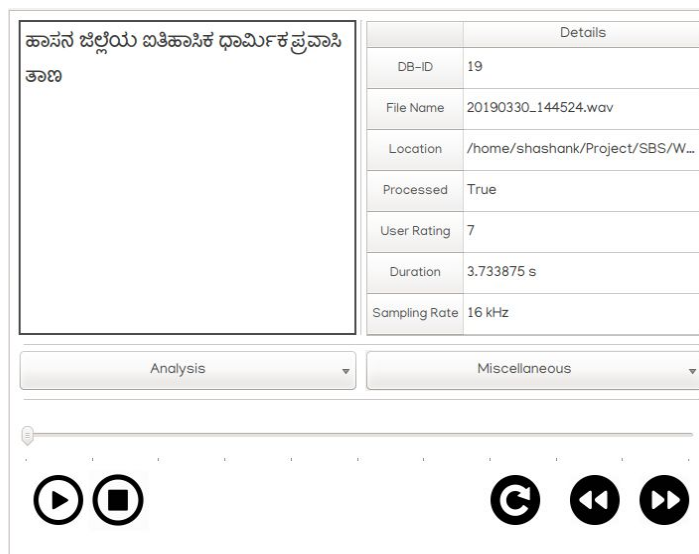 ಹಾಸನ ಜಿಲ್ಲೆಯ ಐತಿಹಾಸಿಕ ಧಾರ್ಮಿಕ ಪ್ರವಾಸಿ
ತಾಣ
Details
DB-ID 19
File Name 20190330_144524.wav
Location /home/shashank/Project/SBS/W...
Processed True
User Rating 7
Duration 3.733875 s
Sampling Rate 16 kHz
Analysis Miscellaneous